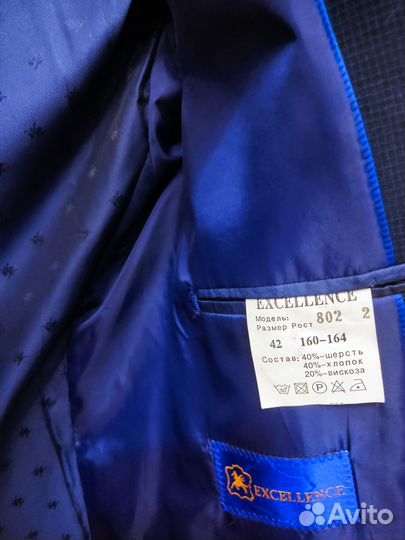 EXCELLENCE
Модель: 802 2
Размер Рост
42 160-164
Состав: 40%-шерсть
40%-хлопок
20%-вискоза
EXCELLENCE
Avito